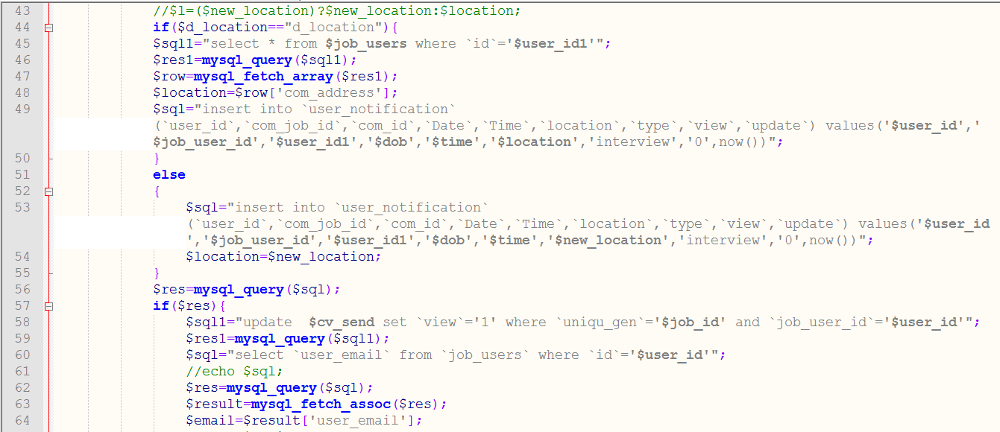 43 //$l=($new_location)?$new_location:$location;
44 if($d_location=="d_location"){
45 $sql1="select * from $job_users where `id`='$user_id1'";
46 $res1=mysql_query($sql1);
47 $row=mysql_fetch_array($res1);
48 $location=$row['com_address'];
49 $sql="insert into `user_notification`
(`user_id`,`com_job_id`,`com_id`,`Date`,`Time`,`location`,`type`,`view`,`update`) values('$user_id','
$job_user_id','$user_id1','$dob','$time','$location','interview','0',now())";
50 }
51 else
52 {
53 $sql="insert into `user_notification`
(`user_id`,`com_job_id`,`com_id`,`Date`,`Time`,`location`,`type`,`view`,`update`) values('$user_id
','$job_user_id','$user_id1','$dob','$time','$new_location','interview','0',now())";
54 $location=$new_location;
55 }
56 $res=mysql_query($sql);
57 if($res){
58 $sql1="update  $cv_send set `view`='1' where `uniqu_gen`='$job_id' and `job_user_id`='$user_id'";
59 $res1=mysql_query($sql1);
60 $sql="select `user_email` from `job_users` where `id`='$user_id'";
61 //echo $sql;
62 $res=mysql_query($sql);
63 $result=mysql_fetch_assoc($res);
64 $email=$result['user_email'];